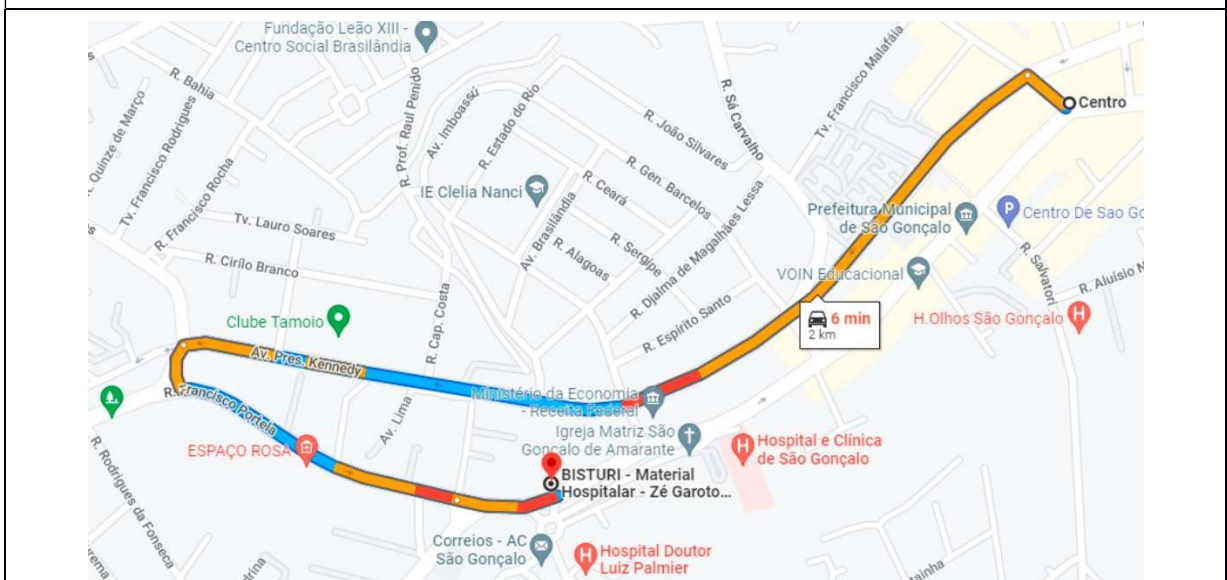 Fundação Leão XIII -
Centro Social Brasilândia
R. Bahia
R. Quinze de Março
Tv. Francisco Rodrigues
R. Francisco Rocha
R. Prof. Raul Penido
Av. Imboassú
R. Estado do Rio
R. João Silvares
R. Sá Carvalho
Tv. Francisco Malafáia
Centro
IE Clelia Nanci
R. Gen. Barcelos
R. Ceará
Av. Brasilândia
R. Sergipe
R. Alagoas
R. Djalma de Magalhães Lessa
Prefeitura Municipal
de São Gonçalo
Centro De Sao Go
Tv. Lauro Soares
R. Cirílo Branco
R. Cap. Costa
VOIN Educacional
R. Salvatori
R. Aluísio N
R. Espírito Santo
6 min
2 km
H.Olhos São Gonçalo
Clube Tamoio
Av. Pres. Kennedy
R. Francisco Portela
Av. Lima
Ministério da Economia
- Receita Federal
Igreja Matriz São
Gonçalo de Amarante
Hospital e Clínica
de São Gonçalo
ESPAÇO ROSA
BISTURI - Material
Hospitalar - Zé Garoto...
R. Rodrigues da Fonseca
Correios - AC
São Gonçalo
Hospital Doutor
Luiz Palmier